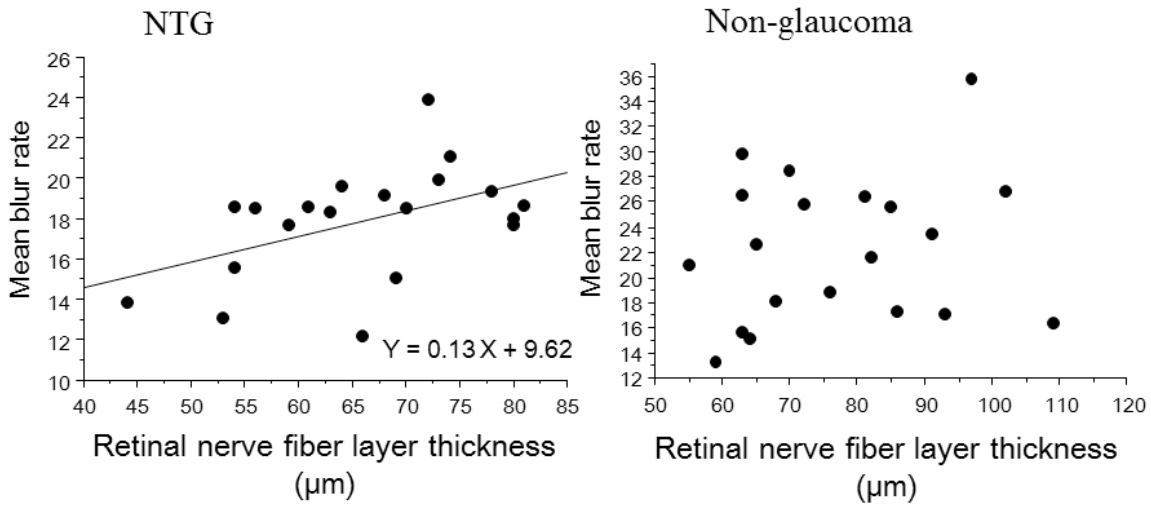 NTG
26
24
22
20
18
16
14
12
10
Mean blur rate
Y = 0.13 X + 9.62
40 45 50 55 60 65 70 75 80 85
Retinal nerve fiber layer thickness
(μm)
Non-glaucoma
36
34
32
30
28
26
24
22
20
18
16
14
12
Mean blur rate
50 60 70 80 90 100 110 120
Retinal nerve fiber layer thickness
(μm)